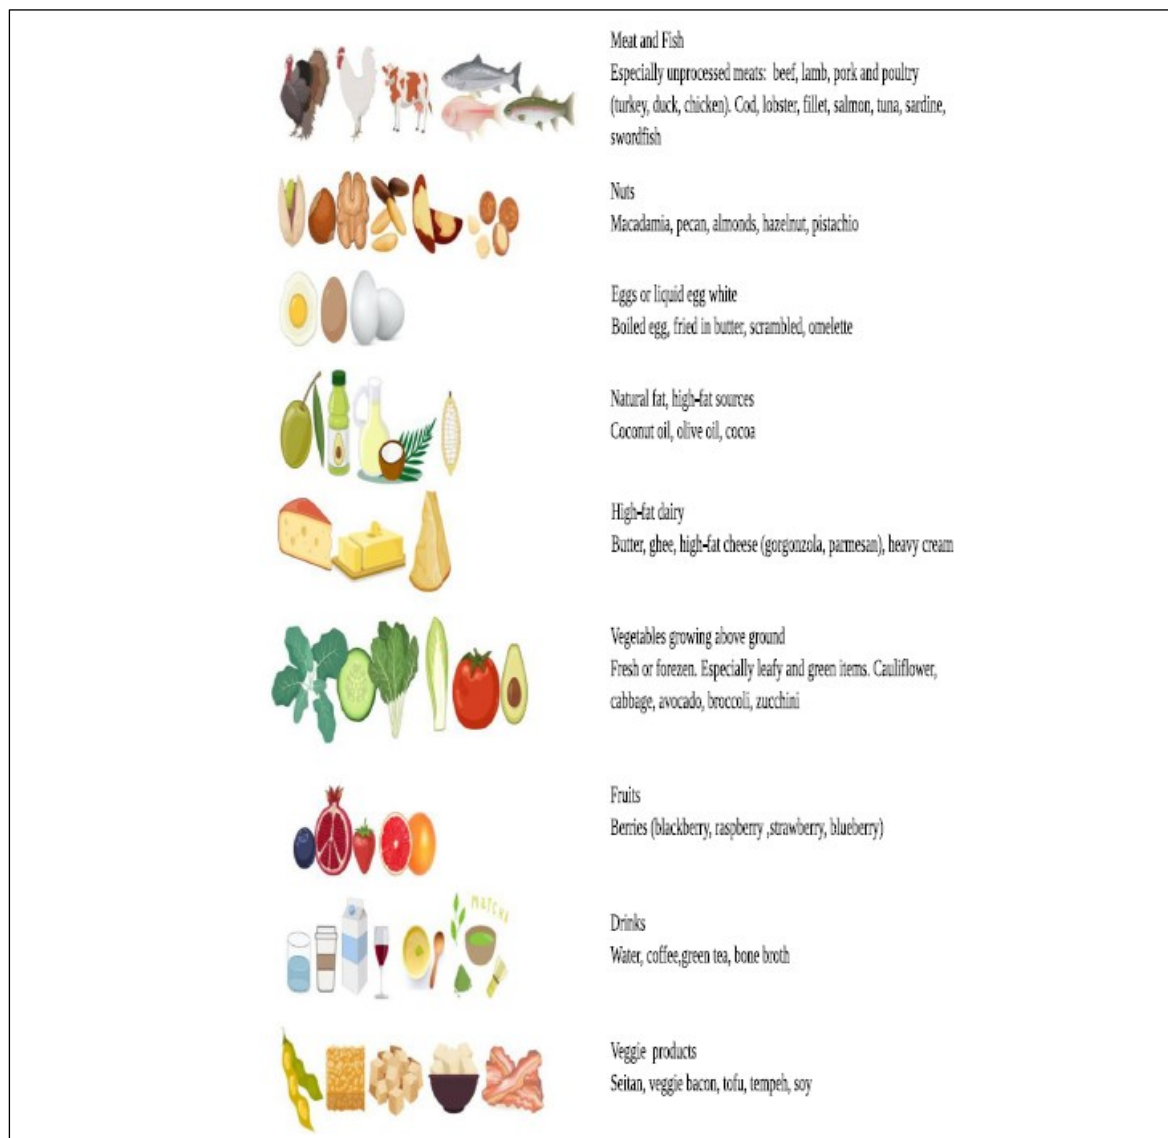 Meat and Fish
Especially unprocessed meats: beef, lamb, pork and poultry
(turkey, duck, chicken). Cod, lobster, fillet, salmon, tuna, sardine,
swordfish
Nuts
Macadamia, pecan, almonds, hazelnut, pistachio
Eggs or liquid egg white
Boiled egg, fried in butter, scrambled, omelette
Natural fat, high-fat sources
Coconut oil, olive oil, cocoa
High-fat dairy
Butter, ghee, high-fat cheese (gorgonzola, parmesan), heavy cream
Vegetables growing above ground
Fresh or forezen. Especially leafy and green items. Cauliflower,
cabbage, avocado, broccoli, zucchini
Fruits
Berries (blackberry, raspberry ,strawberry, blueberry)
MATCHA
Drinks
Water, coffee,green tea, bone broth
Veggie products
Seitan, veggie bacon, tofu, tempeh, soy